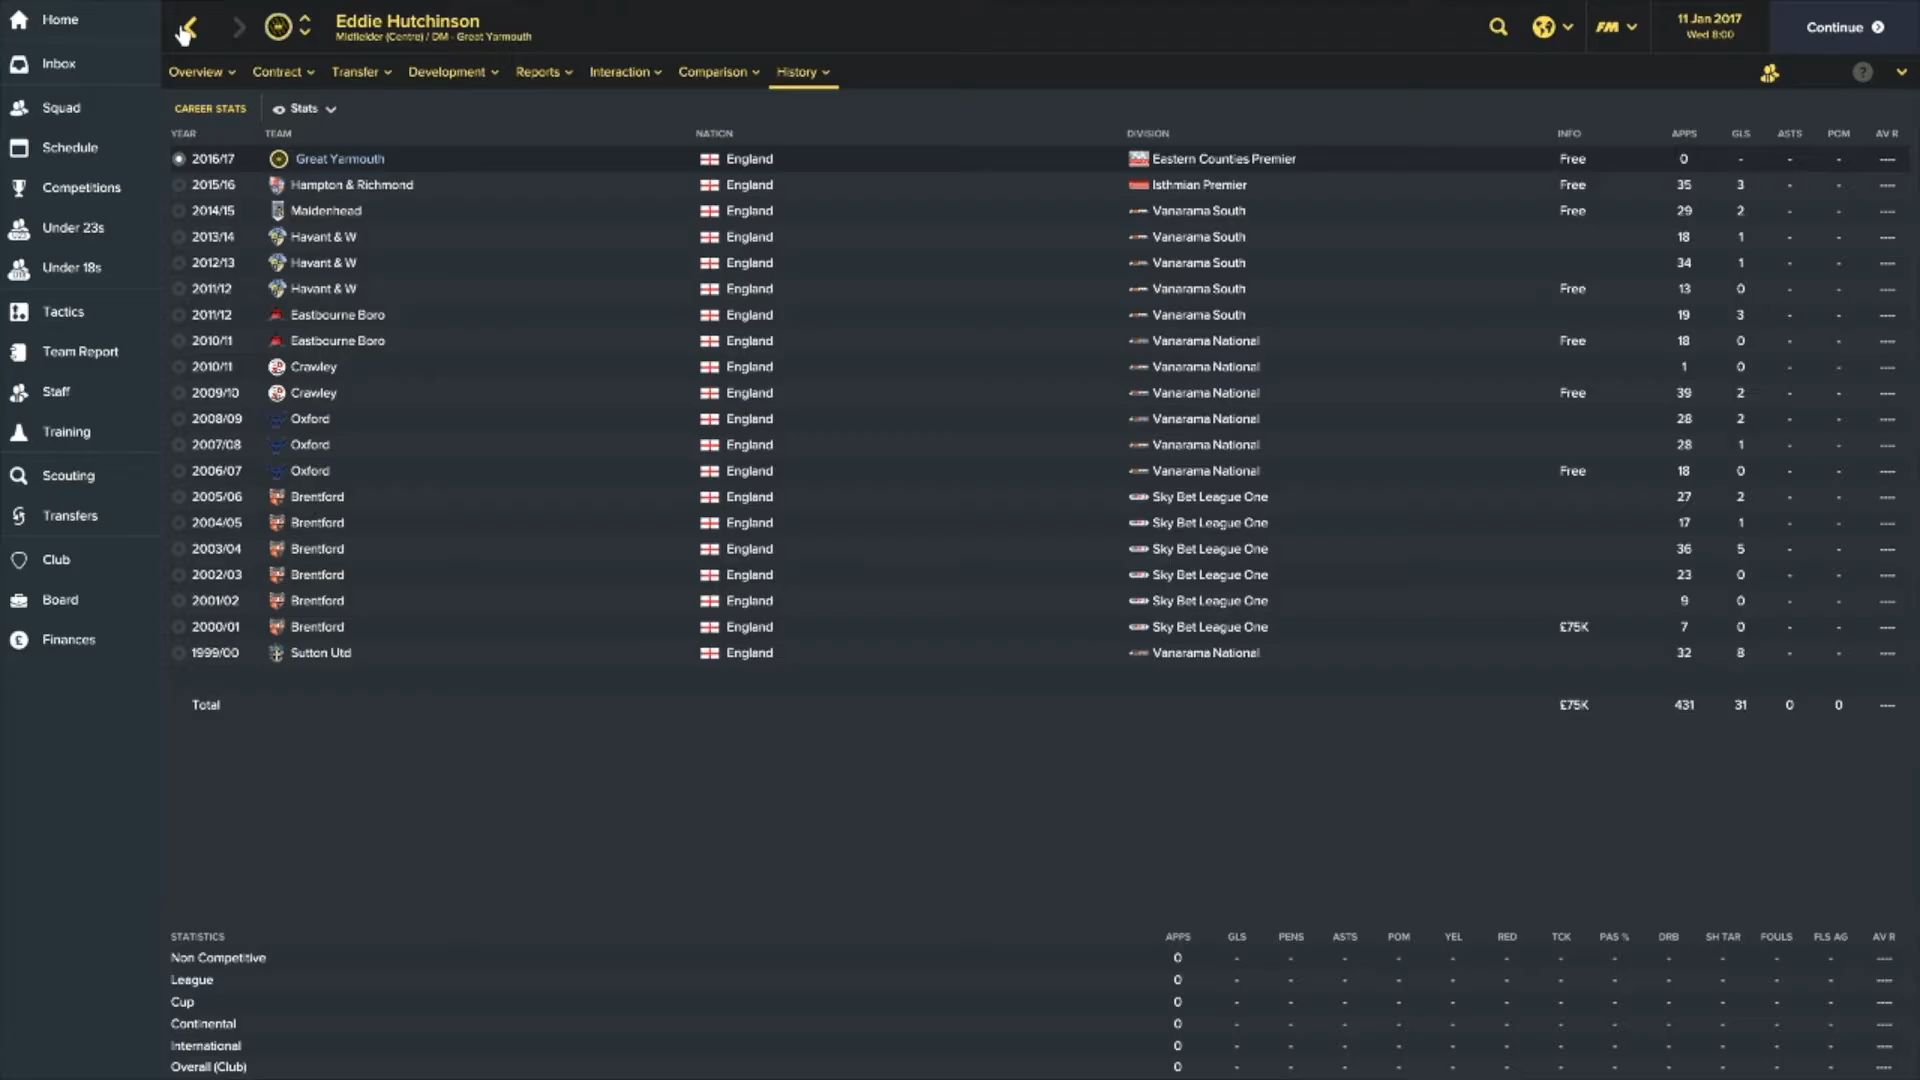 Home
Inbox
Squad
Schedule
Competitions
Under 23s
Under 18s
Tactics
Team Report
Staff
Training
Scouting
Transfers
Club
Board
Finances
Eddie Hutchinson
Midfielder (Centre) / DM - Great Yarmouth
FM
11 Jan 2017
Wed 8:00
Continue
Overview Contract Transfer Development Reports Interaction Comparison History
CAREER STATS Stats
YEAR TEAM NATION DIVISION INFO APPS GLS ASTS POM AV R
2016/17 Great Yarmouth England Eastern Counties Premier Free 0 - - - ----
2015/16 Hampton & Richmond England Isthmian Premier Free 35 3 - - ----
2014/15 Maidenhead England Vanarama South Free 29 2 - - ----
2013/14 Havant & W England Vanarama South 18 1 - - ----
2012/13 Havant & W England Vanarama South 34 1 - - ----
2011/12 Havant & W England Vanarama South Free 13 0 - - ----
2011/12 Eastbourne Boro England Vanarama South 19 3 - - ----
2010/11 Eastbourne Boro England Vanarama National Free 18 0 - - ----
2010/11 Crawley England Vanarama National 1 0 - - ----
2009/10 Crawley England Vanarama National Free 39 2 - - ----
2008/09 Oxford England Vanarama National 28 2 - - ----
2007/08 Oxford England Vanarama National 28 1 - - ----
2006/07 Oxford England Vanarama National Free 18 0 - - ----
2005/06 Brentford England Sky Bet League One 27 2 - - ----
2004/05 Brentford England Sky Bet League One 17 1 - - ----
2003/04 Brentford England Sky Bet League One 36 5 - - ----
2002/03 Brentford England Sky Bet League One 23 0 - - ----
2001/02 Brentford England Sky Bet League One 9 0 - - ----
2000/01 Brentford England Sky Bet League One £75K 7 0 - - ----
1999/00 Sutton Utd England Vanarama National 32 8 - - ----
Total £75K 431 31 0 0 ----
STATISTICS APPS GLS PENS ASTS POM YEL RED TCK PAS % DRB SH TAR FOULS FLS AG AV R
Non Competitive 0 - - - - - - - - - - - - ----
League 0 - - - - - - - - - - - - ----
Cup 0 - - - - - - - - - - - - ----
Continental 0 - - - - - - - - - - - - ----
International 0 - - - - - - - - - - - - ----
Overall (Club) 0 - - - - - - - - - - - - ----